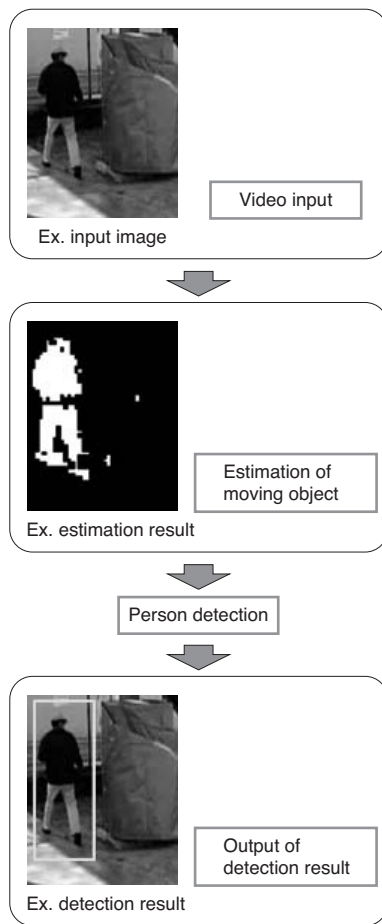 Video input
Ex. input image
Estimation of
moving object
Ex. estimation result
Person detection
Output of
detection result
Ex. detection result